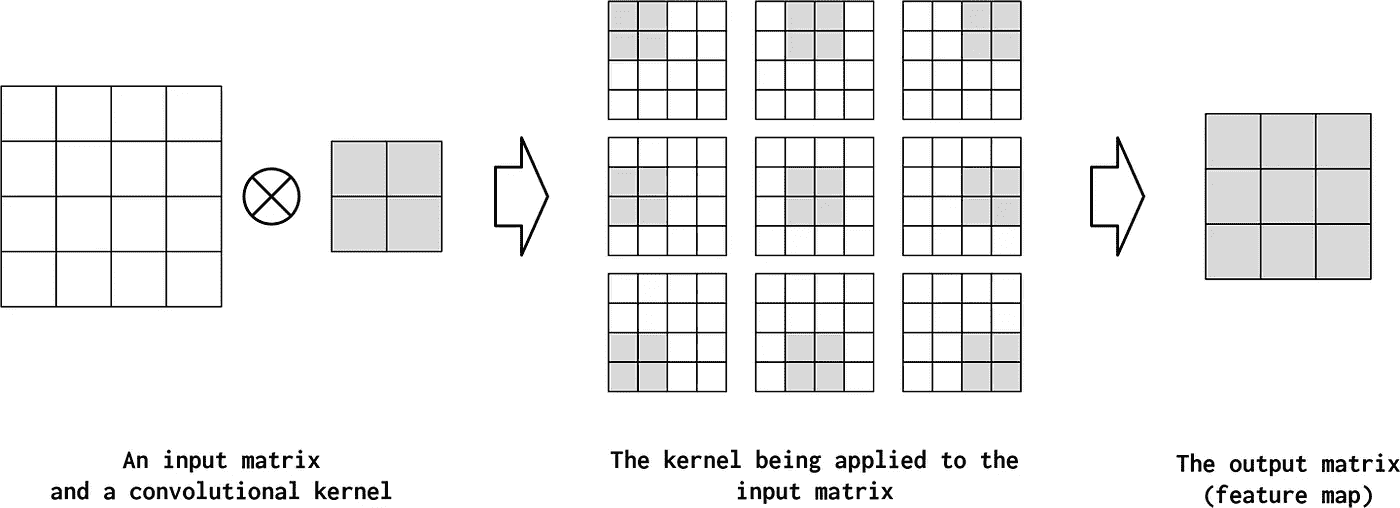 An input matrix
and a convolutional kernel
The kernel being applied to the
input matrix
The output matrix
(feature map)